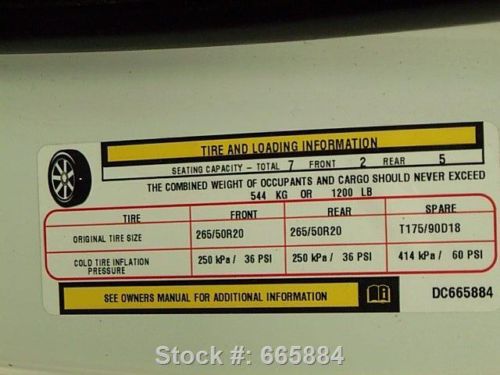 TIRE AND LOADING INFORMATION
SEATING CAPACITY - TOTAL 7 FRONT 2 REAR 5
THE COMBINED WEIGHT OF OCCUPANTS AND CARGO SHOULD NEVER EXCEED
544 KG OR 1200 LB
TIRE FRONT REAR SPARE
ORIGINAL TIRE SIZE 265/50R20 265/50R20 T175/90D18
COLD TIRE INFLATION PRESSURE 250 kPa / 36 PSI 250 kPa / 36 PSI 414 kPa / 60 PSI
SEE OWNERS MANUAL FOR ADDITIONAL INFORMATION DC665884
Stock #: 665884